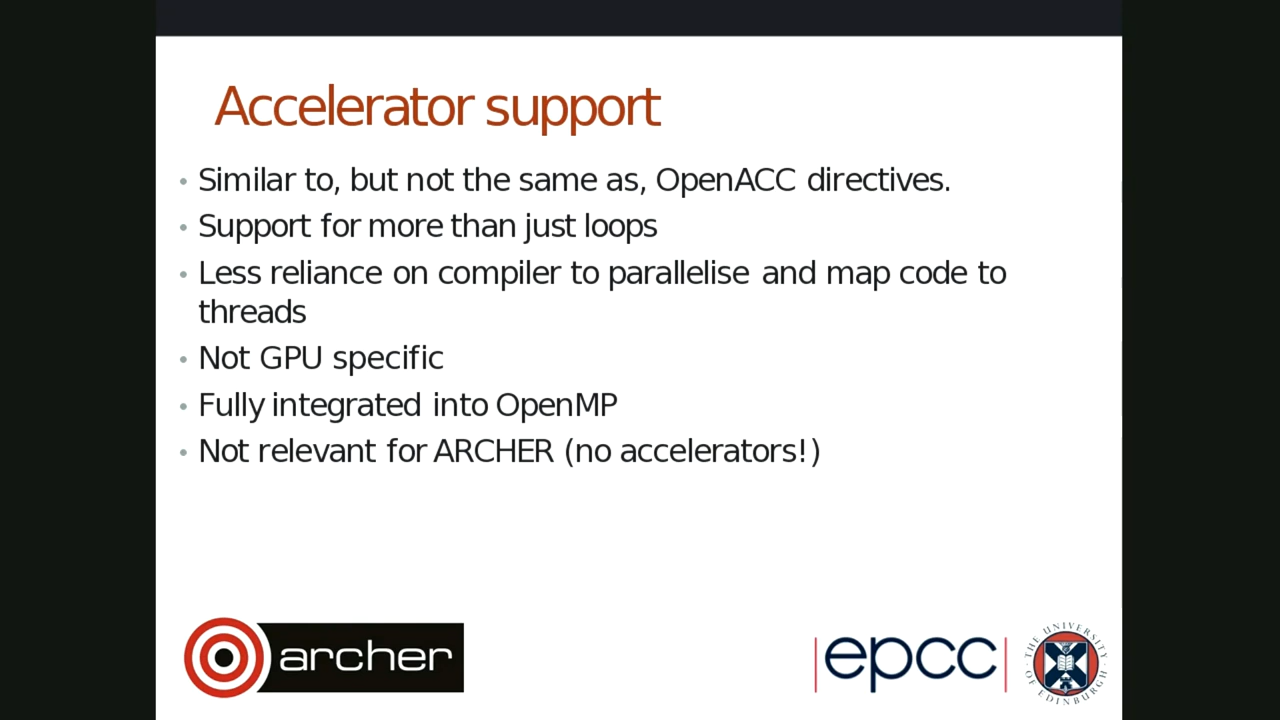 Accelerator support
• Similar to, but not the same as, OpenACC directives.
• Support for more than just loops
• Less reliance on compiler to parallelise and map code to
threads
• Not GPU specific
• Fully integrated into OpenMP
• Not relevant for ARCHER (no accelerators!)
archer
epcc
THE UNIVERSITY
OF EDINBURGH